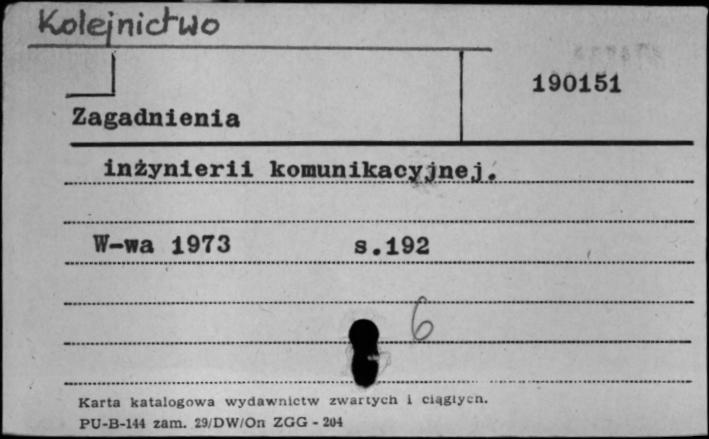 Kolejnictwo
190151
Zagadnienia
inżynierii komunikacyjnej.
W-wa 1973 s.192
6
Karta katalogowa wydawnictw zwartych i ciągłych.
PU-B-144 zam. 29/DW/On ZGG - 204